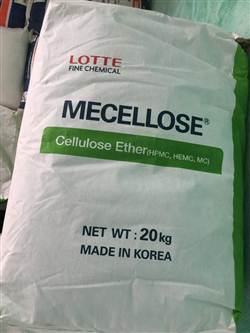 LOTTE
FINE CHEMICAL
MECELLOSE®
Cellulose Ether(HPMC, HEMC, MC)
NET WT : 20kg
MADE IN KOREA